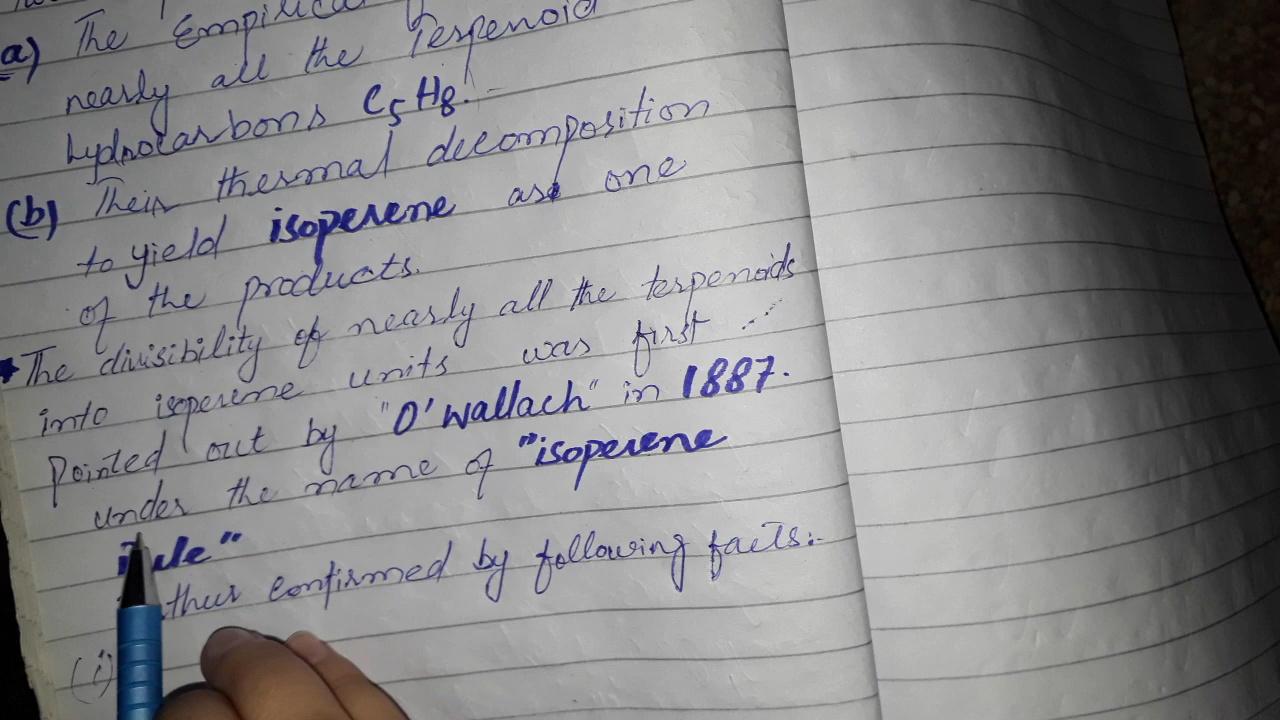 a) The Empirical
nearly all the Terpenoid
hydrocarbons C5H8.
(b) Their thermal decomposition
to yield isoperene as one
of the products.
The divisibility of nearly all the terpenoids
into isoperene units was first
Pointed out by "O'wallach" in 1887.
under the name of "isoperene
rule"
confirmed by following facts:-
(i)